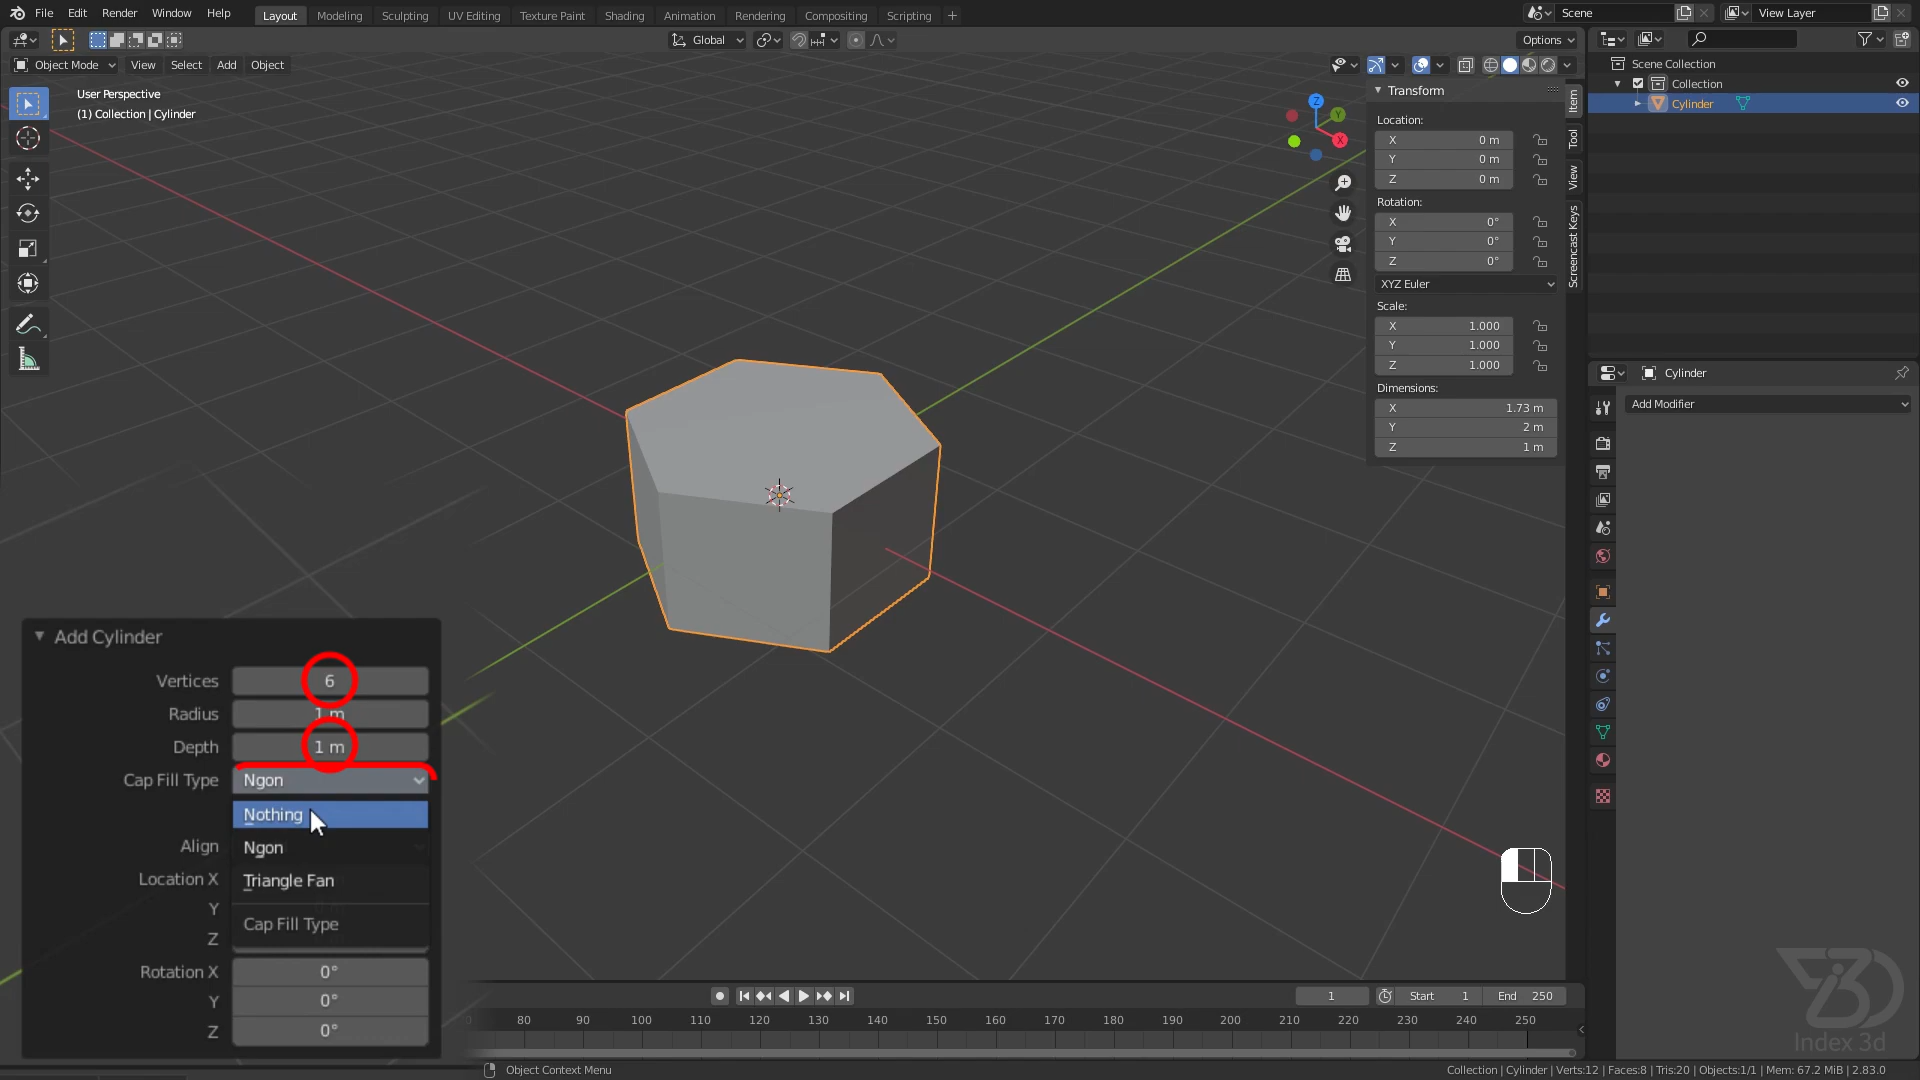 File Edit Render Window Help Layout Modeling Sculpting UV Editing Texture Paint Shading Animation Rendering Compositing Scripting + Scene View Layer
Global Options
Object Mode View Select Add Object
User Perspective
(1) Collection | Cylinder
Z
Y
X
Transform
Location:
X 0 m
Y 0 m
Z 0 m
Rotation:
X 0°
Y 0°
Z 0°
XYZ Euler
Scale:
X 1.000
Y 1.000
Z 1.000
Dimensions:
X 1.73 m
Y 2 m
Z 1 m
Item
Tool
View
Screencast Keys
Scene Collection
Collection
Cylinder
Cylinder
Add Modifier
Add Cylinder
Vertices 6
Radius 1 m
Depth 1 m
Cap Fill Type Ngon
Nothing
Align Ngon
Location X Triangle Fan
Y
Z Cap Fill Type
Rotation X 0°
Y 0°
Z 0°
1 Start 1 End 250
80 90 100 110 120 130 140 150 160 170 180 190 200 210 220 230 240 250
Index 3d
Object Context Menu
Collection | Cylinder | Verts:12 | Faces:8 | Tris:20 | Objects:1/1 | Mem: 67.2 MiB | 2.83.0